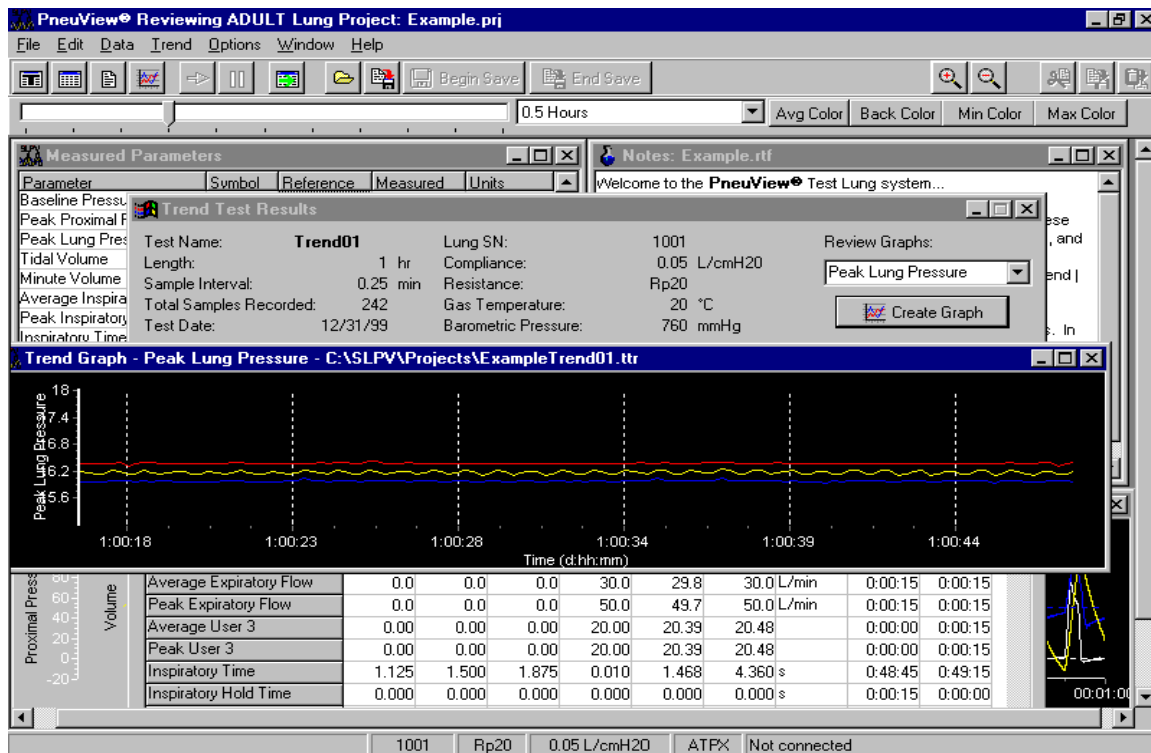 PneuView® Reviewing ADULT Lung Project: Example.prj
File Edit Data Trend Options Window Help
Begin Save End Save
0.5 Hours Avg Color Back Color Min Color Max Color
Measured Parameters
Notes: Example.rtf
Parameter Symbol Reference Measured Units
Welcome to the PneuView® Test Lung system...
Baseline Pressu
Peak Proximal P
Peak Lung Pres
Tidal Volume
Minute Volume
Average Inspira
Peak Inspiratory
Inspiratory Time
, and
end |
s. In
Trend Test Results
Test Name: Trend01 Lung SN: 1001 Review Graphs:
Length: 1 hr Compliance: 0.05 L/cmH20
Peak Lung Pressure
Sample Interval: 0.25 min Resistance: Rp20
Total Samples Recorded: 242 Gas Temperature: 20 °C
Create Graph
Test Date: 12/31/99 Barometric Pressure: 760 mmHg
Trend Graph - Peak Lung Pressure - C:\SLPV\Projects\ExampleTrend01.ttr
Peak Lung Pressure
18
7.4
6.8
6.2
5.6
1:00:18 1:00:23 1:00:28 1:00:34 1:00:39 1:00:44
Time (d:hh:mm)
Proximal Press
80
60
40
20
0
-20
Volume
Average Expiratory Flow 0.0 0.0 0.0 30.0 29.8 30.0 L/min 0:00:15 0:00:15
Peak Expiratory Flow 0.0 0.0 0.0 50.0 49.7 50.0 L/min 0:00:15 0:00:15
Average User 3 0.00 0.00 0.00 20.00 20.39 20.48 0:00:00 0:00:15
Peak User 3 0.00 0.00 0.00 20.00 20.39 20.48 0:00:00 0:00:15
Inspiratory Time 1.125 1.500 1.875 0.010 1.468 4.360 s 0:48:45 0:49:15
Inspiratory Hold Time 0.000 0.000 0.000 0.000 0.000 0.000 s 0:00:15 0:00:00
00:01:00
1001 Rp20 0.05 L/cmH2O ATPX Not connected